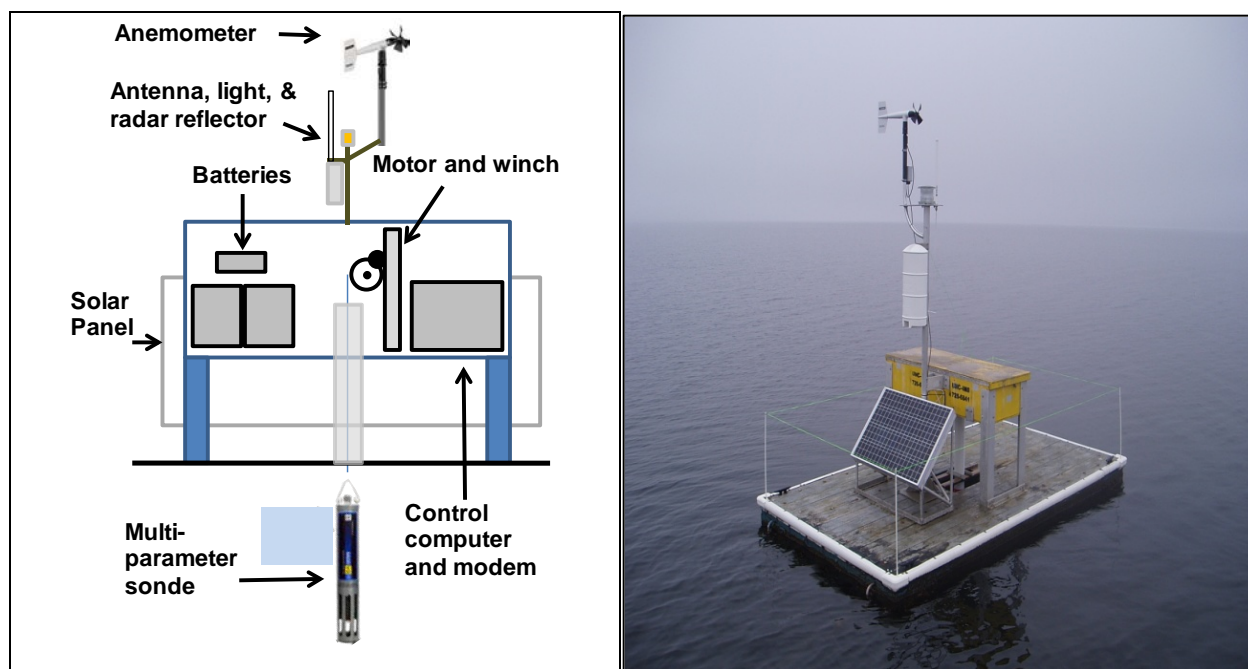 Anemometer
Antenna, light, &
radar reflector
Motor and winch
Batteries
Solar
Panel
Control
computer
and modem
Multi-
parameter
sonde